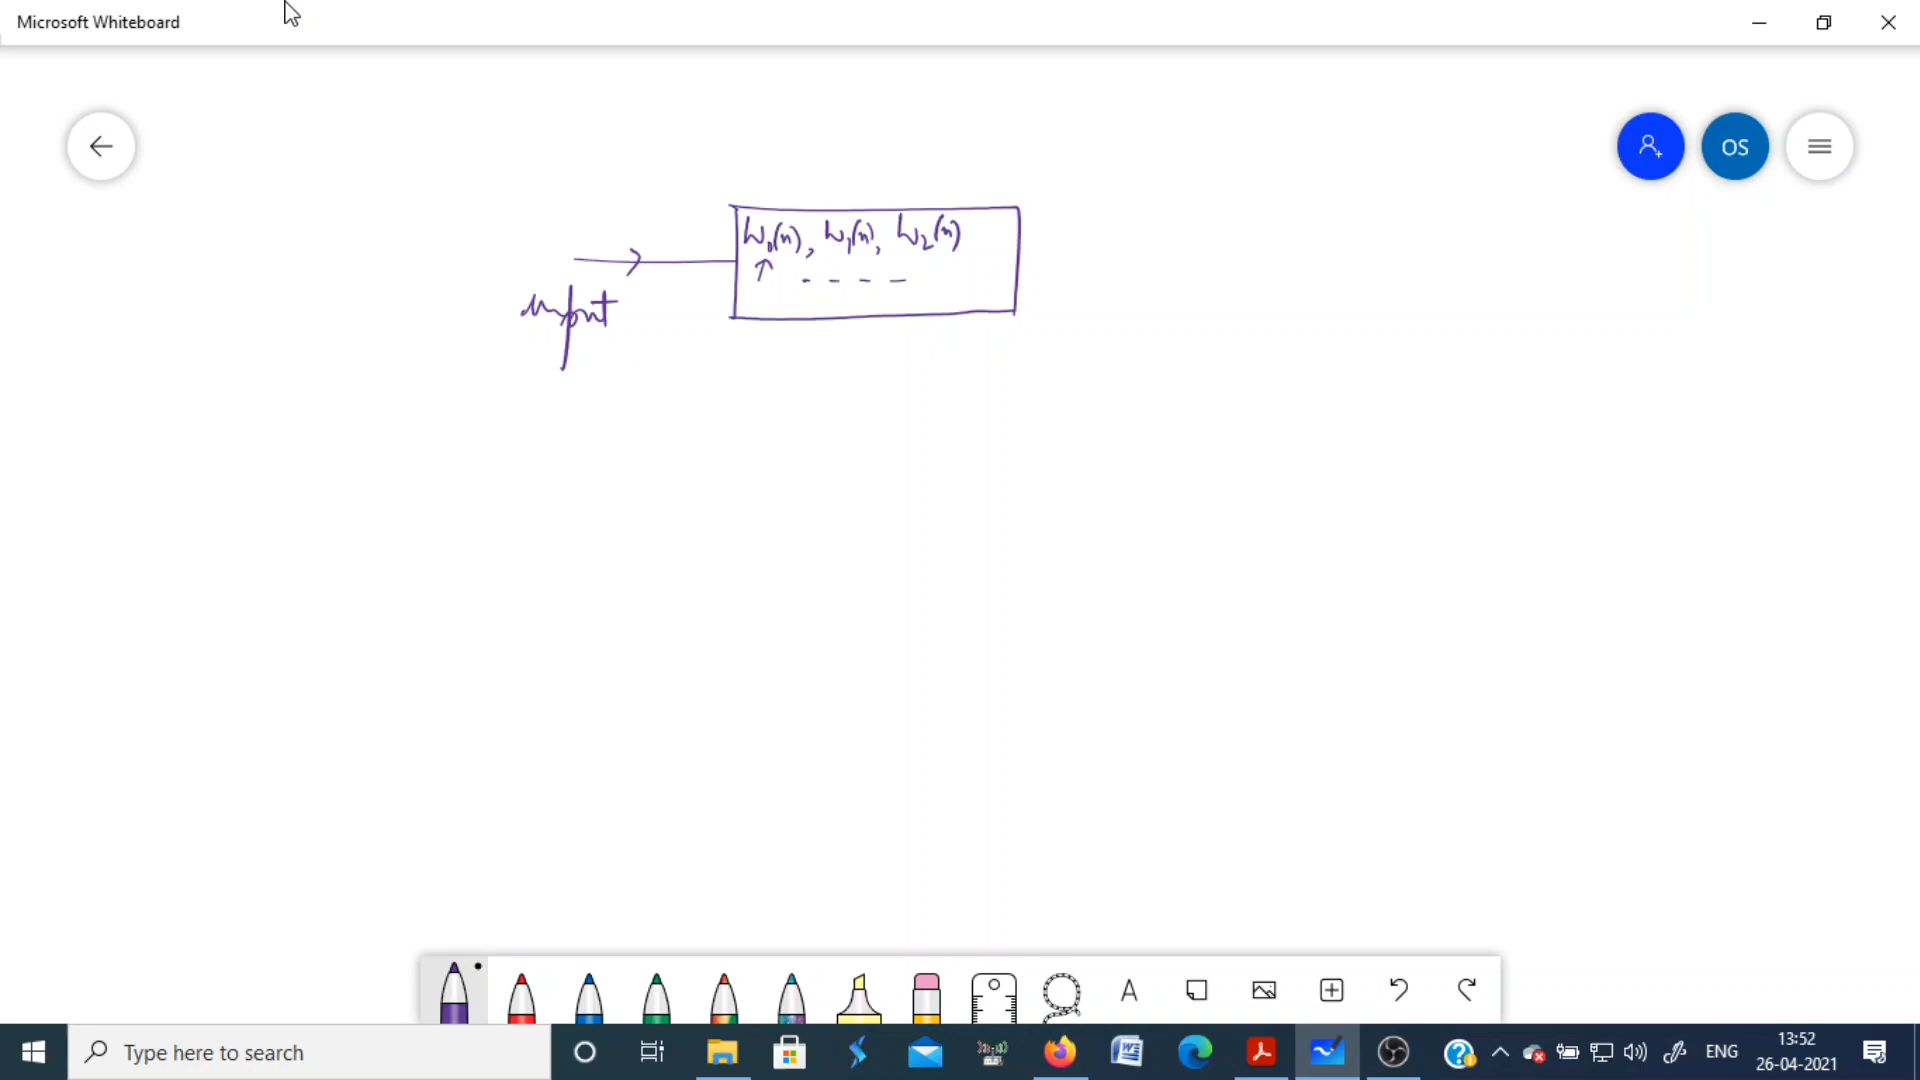 Microsoft Whiteboard
OS
W₀(n), W₁(n), W₂(n)
↑ - - - -
input
A
Type here to search
ENG
13:52
26-04-2021